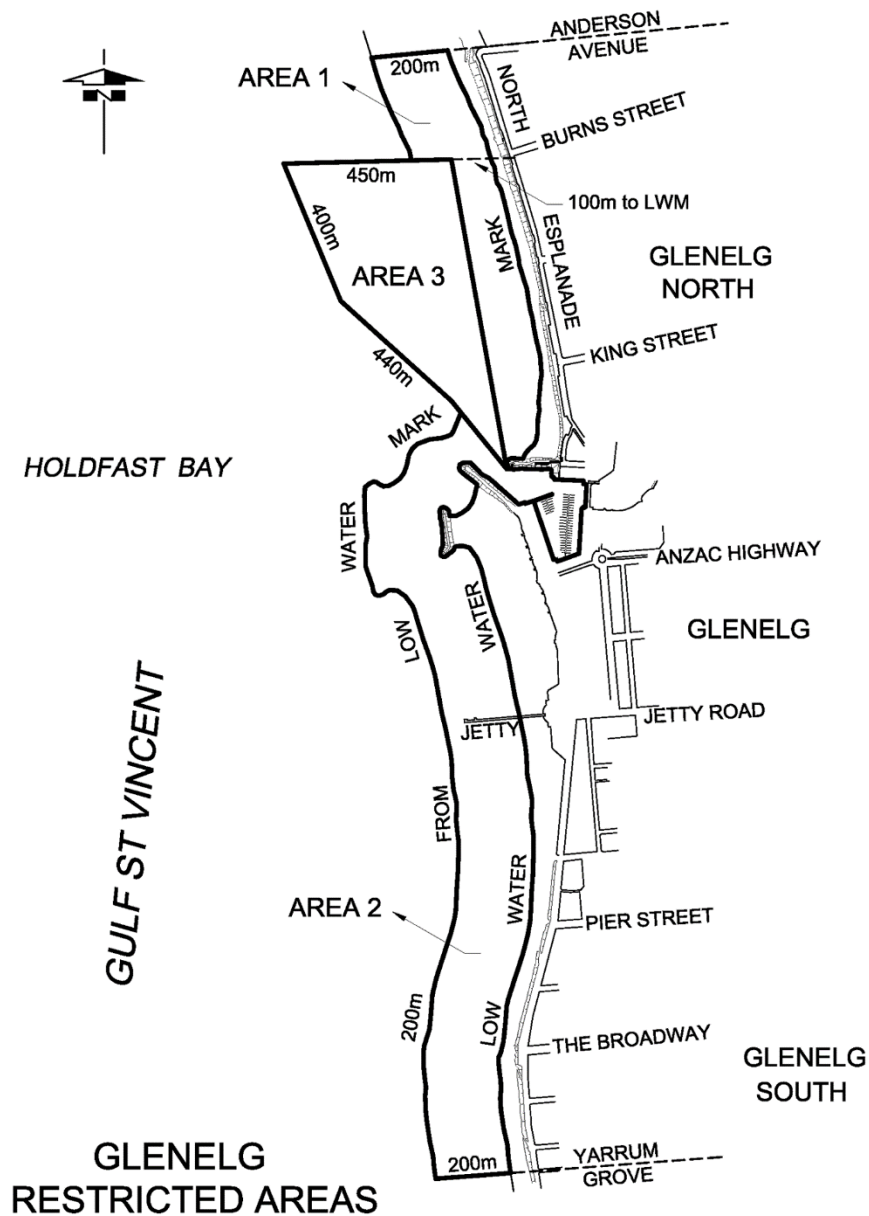 ANDERSON
AVENUE
200m
AREA 1
NORTH
BURNS STREET
N
450m
100m to LWM
400m
MARK
ESPLANADE
AREA 3
GLENELG
NORTH
KING STREET
440m
MARK
HOLDFAST BAY
WATER
ANZAC HIGHWAY
WATER
LOW
GLENELG
JETTY ROAD
JETTY
GULF ST VINCENT
FROM
WATER
AREA 2
PIER STREET
200m
LOW
THE BROADWAY
GLENELG
SOUTH
200m
YARRUM
GROVE
GLENELG
RESTRICTED AREAS